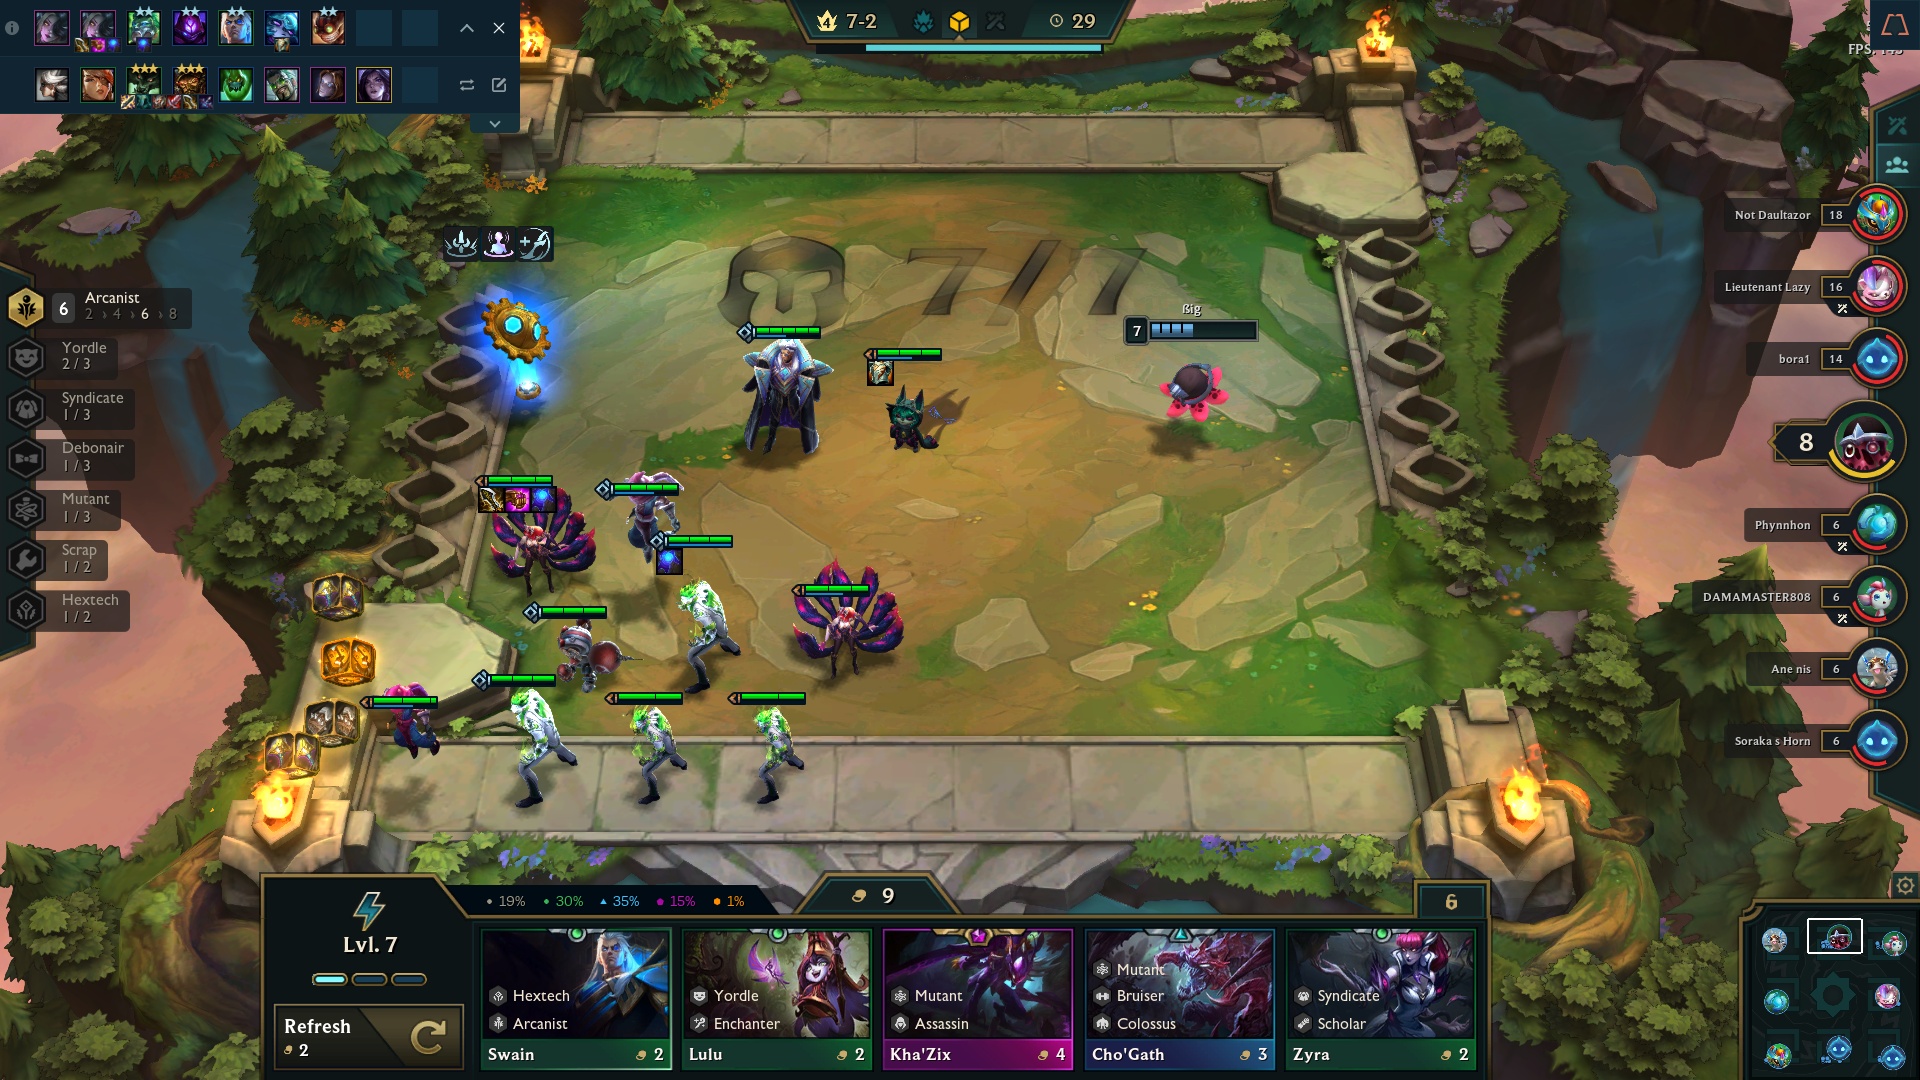 4 7-2
29
FPS: 143
7/7
Big
7
6 Arcanist
2 › 4 › 6 › 8
Yordle
2 / 3
Syndicate
1 / 3
Debonair
1 / 3
Mutant
1 / 3
Scrap
1 / 2
Hextech
1 / 2
Not Daultazor 18
Lieutenant Lazy 16
bora1 14
8
Phynnhon 6
DAMAMASTER808 6
Ane nis 6
Soraka s Horn 6
19% 30% 35% 15% 1%
9
6
Lvl. 7
Refresh
2
Hextech
Arcanist
Swain 2
Yordle
Enchanter
Lulu 2
Mutant
Assassin
Kha'Zix 4
Mutant
Bruiser
Colossus
Cho'Gath 3
Syndicate
Scholar
Zyra 2